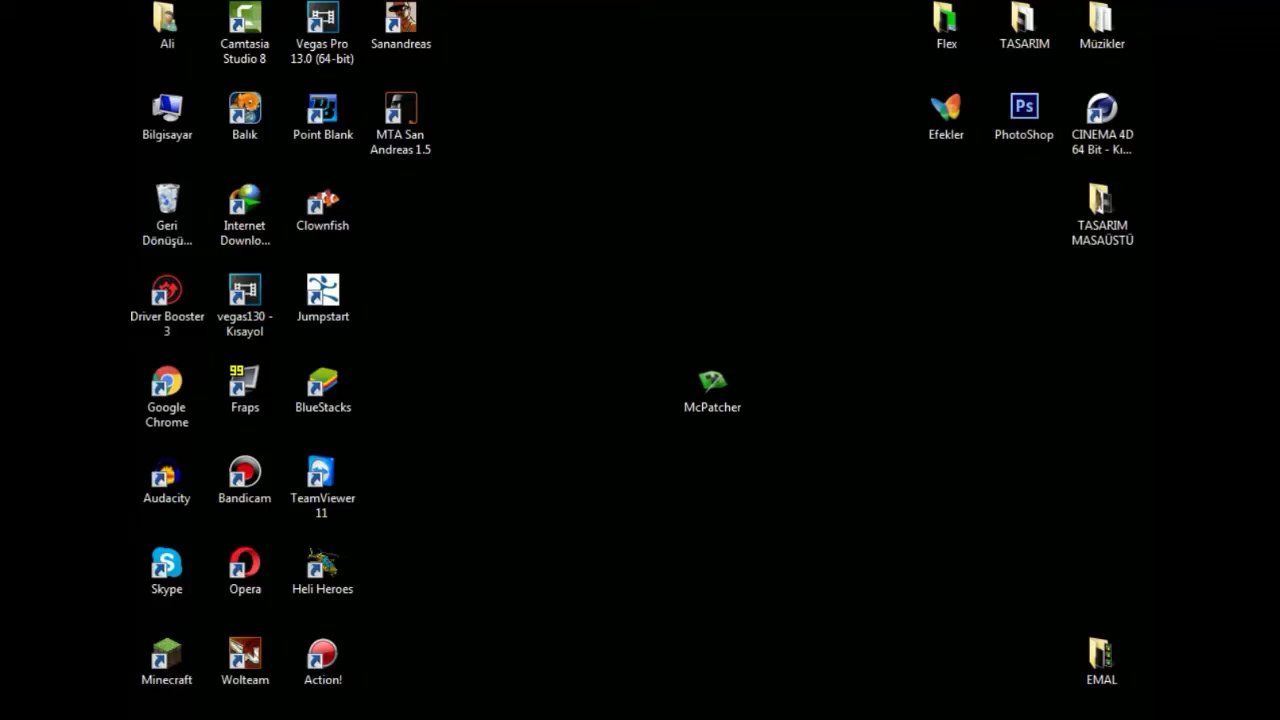 Ali
Camtasia
Studio 8
Vegas Pro
13.0 (64-bit)
Sanandreas
Flex
TASARIM
Müzikler
Bilgisayar
Balık
Point Blank
MTA San
Andreas 1.5
Efekler
Ps
PhotoShop
CINEMA 4D
64 Bit - Kı...
Geri
Dönüşü...
Internet
Downlo...
Clownfish
TASARIM
MASAÜSTÜ
Driver Booster
3
vegas130 -
Kısayol
Jumpstart
Google
Chrome
99
Fraps
BlueStacks
McPatcher
Audacity
Bandicam
TeamViewer
11
Skype
Opera
Heli Heroes
Minecraft
Wolteam
Action!
EMAL